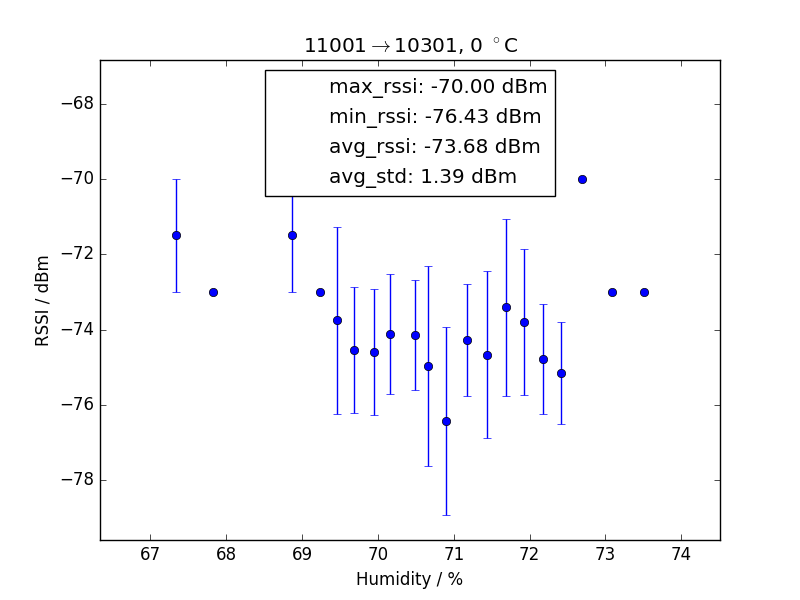 11001→10301, 0 °C
max_rssi: -70.00 dBm
min_rssi: -76.43 dBm
avg_rssi: -73.68 dBm
avg_std: 1.39 dBm
−68
−70
−72
−74
−76
−78
RSSI / dBm
67 68 69 70 71 72 73 74
Humidity / %